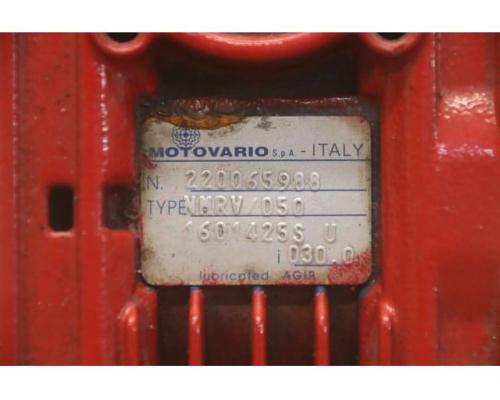 MOTOVARIO S.p.A. - ITALY
N. 220065988
TYPE NMRV/050
1601425S U
i 030.0
lubricated AGIP